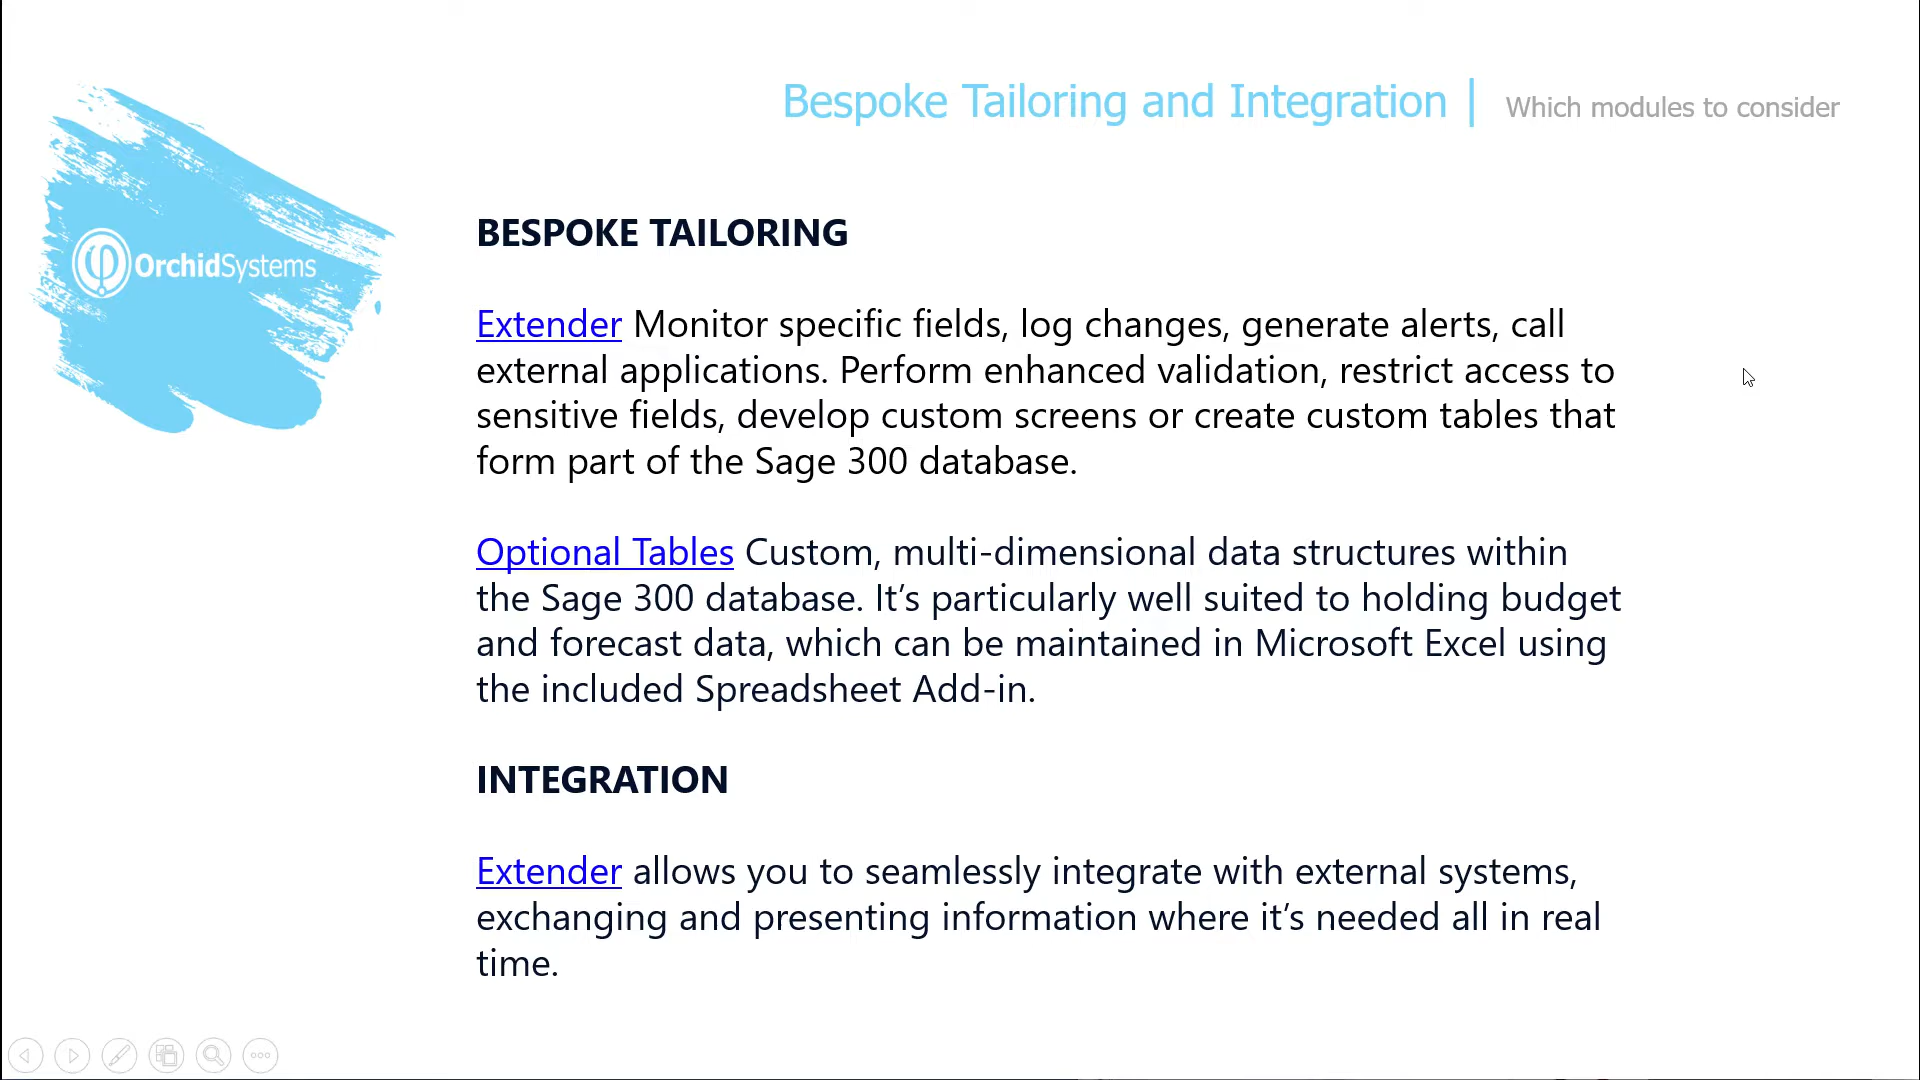 Bespoke Tailoring and Integration | Which modules to consider
OrchidSystems
BESPOKE TAILORING
Extender Monitor specific fields, log changes, generate alerts, call
external applications. Perform enhanced validation, restrict access to
sensitive fields, develop custom screens or create custom tables that
form part of the Sage 300 database.
Optional Tables Custom, multi-dimensional data structures within
the Sage 300 database. It’s particularly well suited to holding budget
and forecast data, which can be maintained in Microsoft Excel using
the included Spreadsheet Add-in.
INTEGRATION
Extender allows you to seamlessly integrate with external systems,
exchanging and presenting information where it’s needed all in real
time.